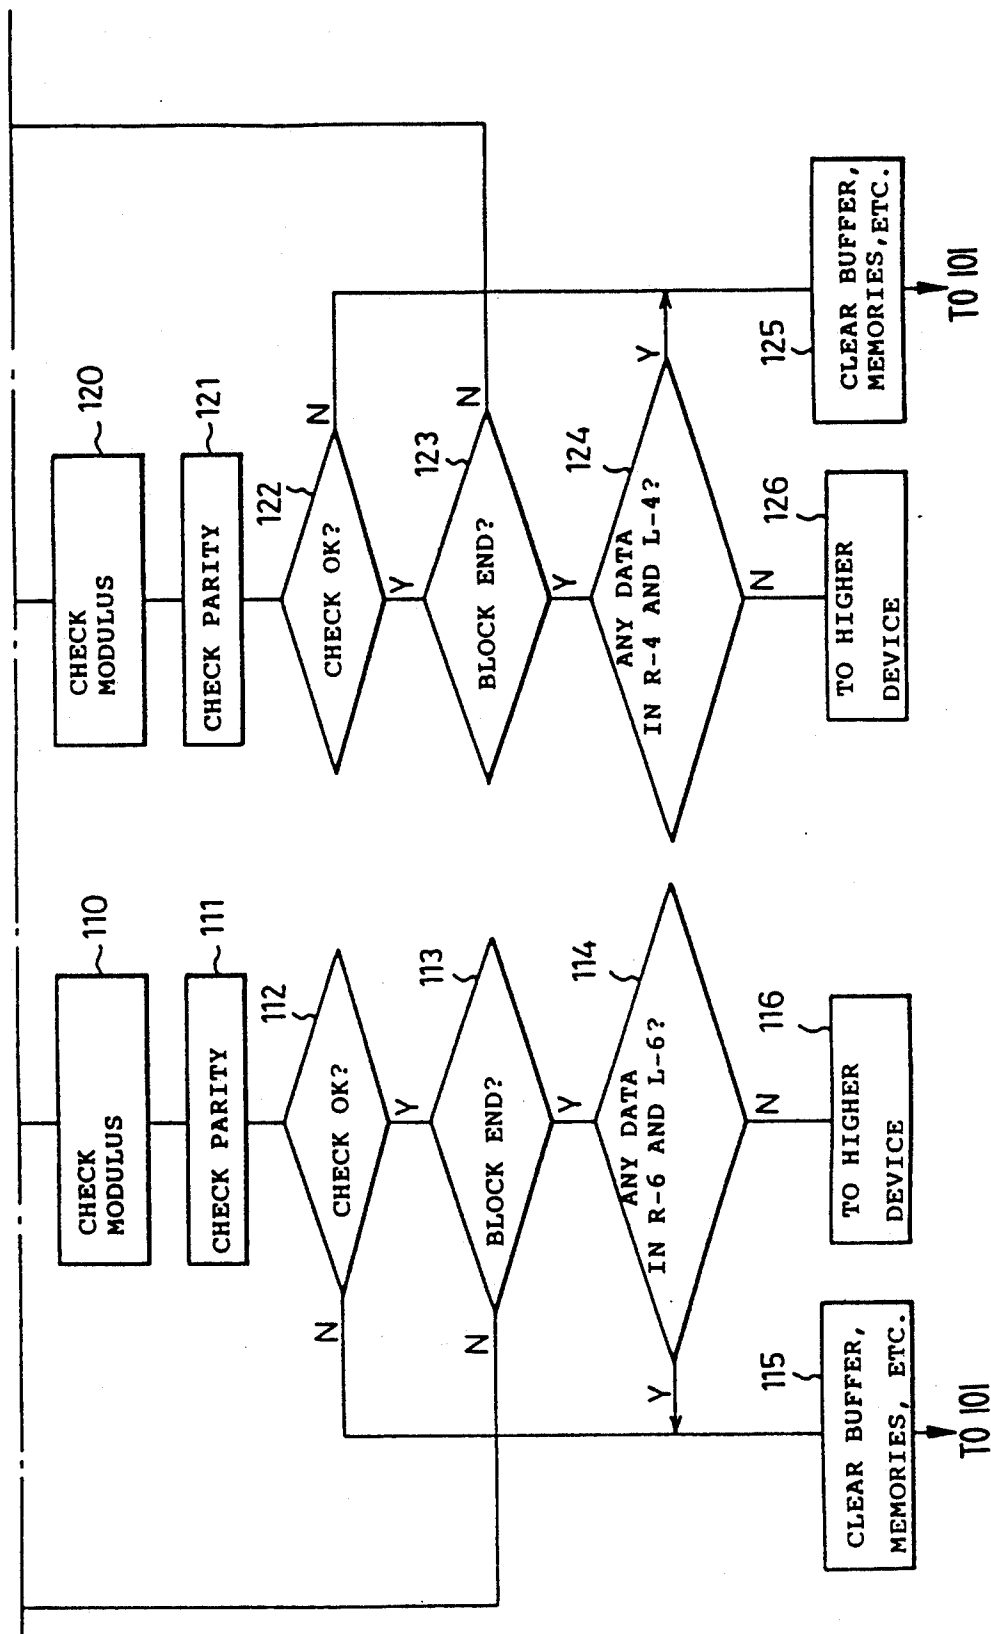 110
CHECK
MODULUS
111
CHECK PARITY
112
CHECK OK?
N
Y
113
BLOCK END?
N
Y
114
ANY DATA
IN R-6 AND L-6?
Y
N
115
CLEAR BUFFER,
MEMORIES, ETC.
TO 101
116
TO HIGHER
DEVICE
120
CHECK
MODULUS
121
CHECK PARITY
122
CHECK OK?
N
Y
123
BLOCK END?
N
Y
124
ANY DATA
IN R-4 AND L-4?
Y
N
126
TO HIGHER
DEVICE
125
CLEAR BUFFER,
MEMORIES,ETC.
TO 101